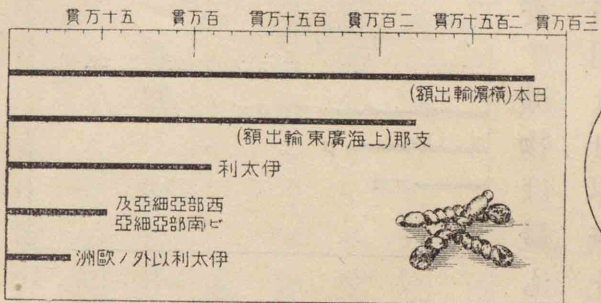 三百万貫 二百五十万貫 二百万貫 百五十万貫 百万貫 五十万貫
日本(橫濱輸出額)
支那(上海廣東輸出額)
伊太利
西部亞細亞及
ビ南部亞細亞
伊太利以外ノ歐洲